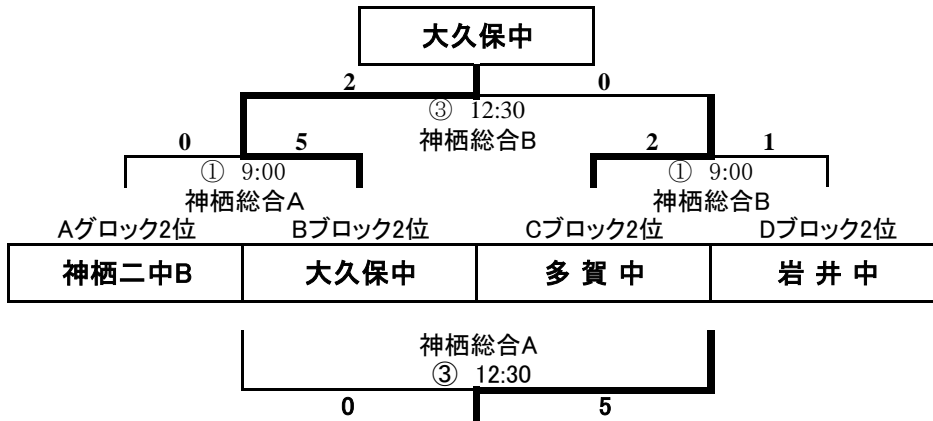 大久保中
2 0
③ 12:30
神栖総合B
0 5 2 1
① 9:00 ① 9:00
神栖総合A 神栖総合B
Aグロック2位 Bブロック2位 Cブロック2位 Dブロック2位
神栖二中B 大久保中 多 賀 中 岩 井 中
神栖総合A
③ 12:30
0 5